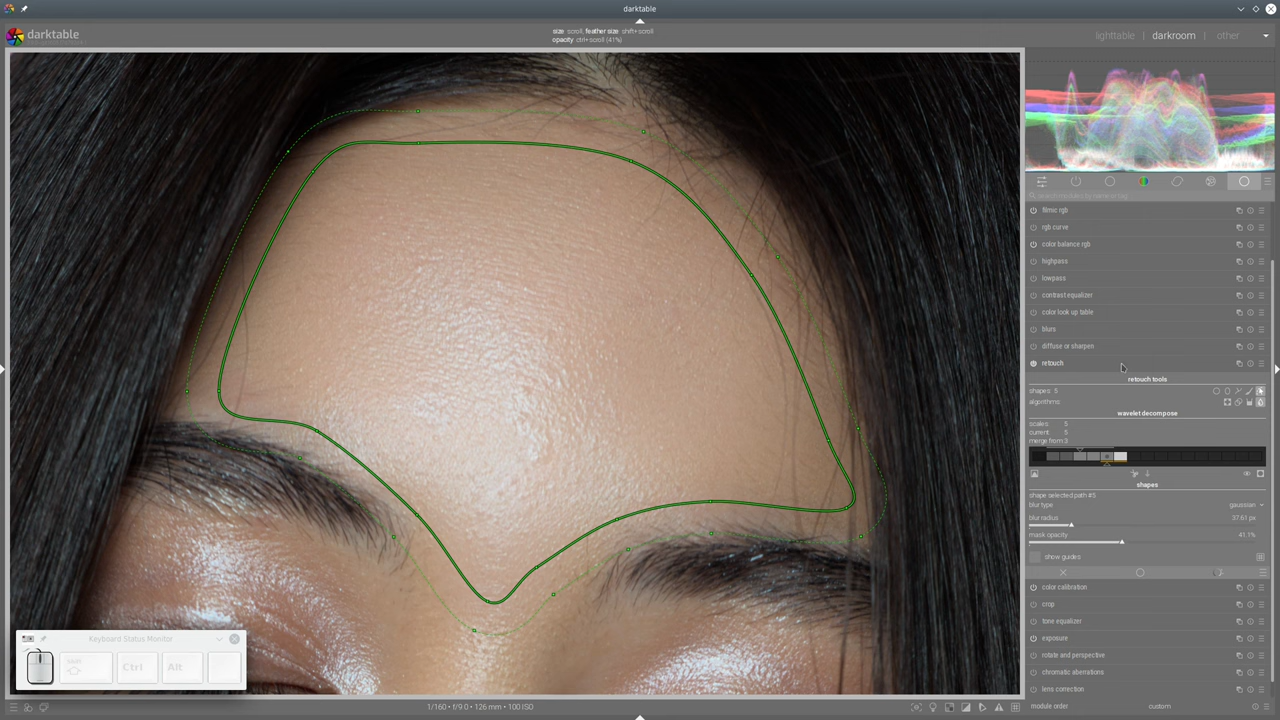 darktable
darktable
size: scroll, feather size: shift+scroll
opacity: ctrl+scroll (41%)
lighttable | darkroom | other
filmic rgb
rgb curve
color balance rgb
highpass
lowpass
contrast equalizer
color look up table
blurs
diffuse or sharpen
retouch
retouch tools
shapes: 5
algorithms:
wavelet decompose
scales: 5
current: 5
merge from 3
shapes
shape selected path #5
blur type gaussian
blur radius 37.61 px
mask opacity 41.1%
show guides
color calibration
crop
tone equalizer
exposure
rotate and perspective
chromatic aberrations
lens correction
module order custom
Keyboard Status Monitor
Shift
Ctrl
Alt
1/160 • f/9.0 • 126 mm • 100 ISO